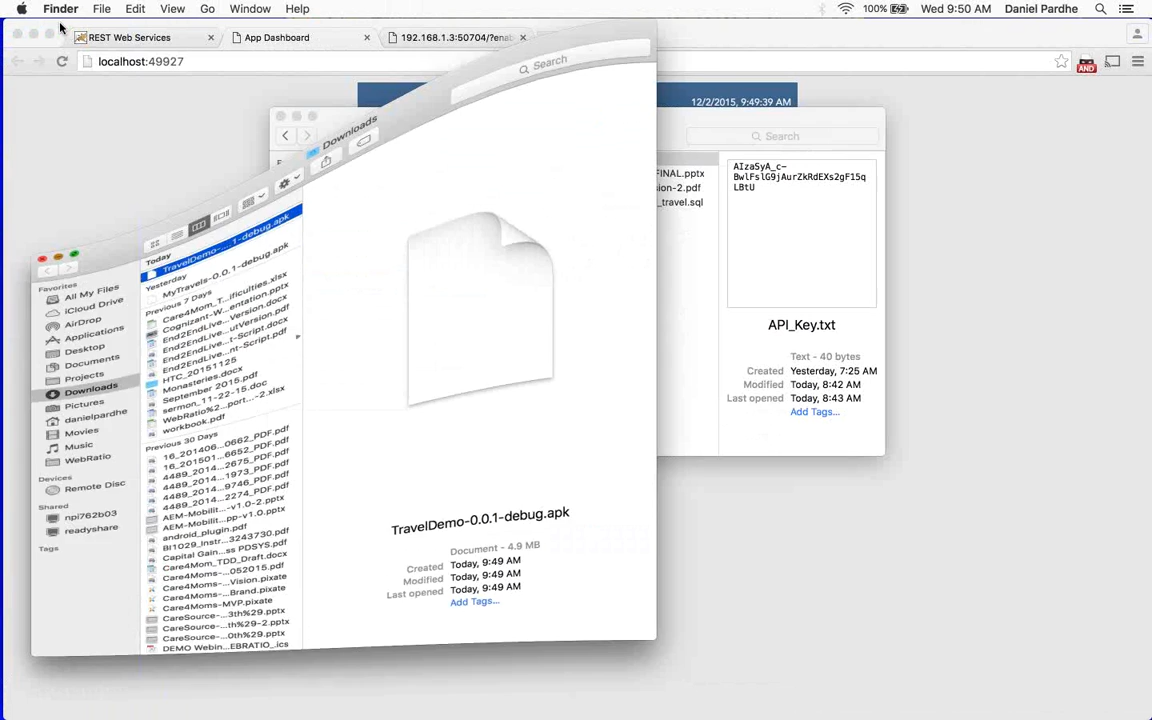 Finder File Edit View Go Window Help 100% Wed 9:50 AM Daniel Pardhe
REST Web Services
App Dashboard
192.168.1.3:50704/?ena
localhost:49927
AND
12/2/2015, 9:49:39 AM
Search
Downloads
Search
Favorites
All My Files
iCloud Drive
AirDrop
Applications
Desktop
Documents
Projects
Downloads
Pictures
danielpardhe
Movies
Music
WebRatio
Devices
Remote Disc
Shared
npi762b03
readyshare
Tags
Today
TravelDemo-...1-debug.apk
Yesterday
MyTravels-0.0.1-debug.apk
Previous 7 Days
Care4Mom_T...ificulties.xlsx
Cognizant-W...entation.pptx
End2EndLive...Version.docx
End2EndLive...utVersion.pdf
End2EndLive...t-Script.docx
End2EndLive...nt-Script.pdf
HTC_20151125
Monasteries.docx
September 2015.pdf
sermon_11-22-15.doc
WebRatio%2...port...-2.xlsx
workbook.pdf
Previous 30 Days
16_201406...0662_PDF.pdf
16_201501...6652_PDF.pdf
4489_2014...2675_PDF.pdf
4489_2014...1973_PDF.pdf
4489_2014...9746_PDF.pdf
4489_2014...2274_PDF.pdf
AEM-Mobilit...-v1.0-2.pptx
AEM-Mobilit...pp-v1.0.pptx
android_plugin.pdf
BI1029_Instr...3243730.pdf
Capital Gain...ss PDSYS.pdf
Care4Mom_TDD_Draft.docx
Care4Moms-...052015.pdf
Care4Moms-...Vision.pixate
Care4Moms-...Brand.pixate
Care4Moms-MVP.pixate
CareSource-...3th%29.pptx
CareSource-...th%29-2.pptx
CareSource-...0th%29.pptx
DEMO Webin...EBRATIO_.ics
TravelDemo-0.0.1-debug.apk
Document - 4.9 MB
Created Today, 9:49 AM
Modified Today, 9:49 AM
Last opened Today, 9:49 AM
Add Tags...
FINAL.pptx
sion-2.pdf
_travel.sql
AIzaSyA_c-
BwlFslG9jAurZkRdEXs2gF15q
LBtU
API_Key.txt
Text - 40 bytes
Created Yesterday, 7:25 AM
Modified Today, 8:42 AM
Last opened Today, 8:43 AM
Add Tags...